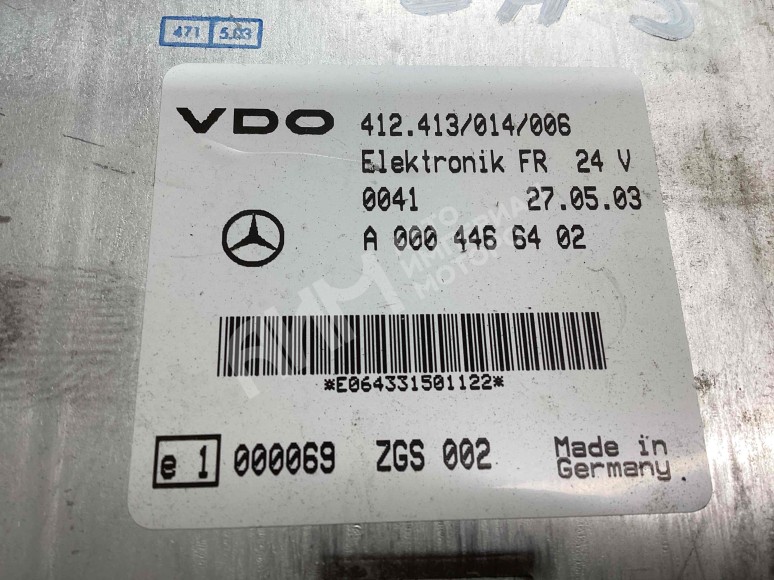 471 5.03
VDO 412.413/014/006
Elektronik FR 24 V
0041 27.05.03
A 000 446 64 02
*E064331501122*
e 1 000069 ZGS 002 Made in
Germany